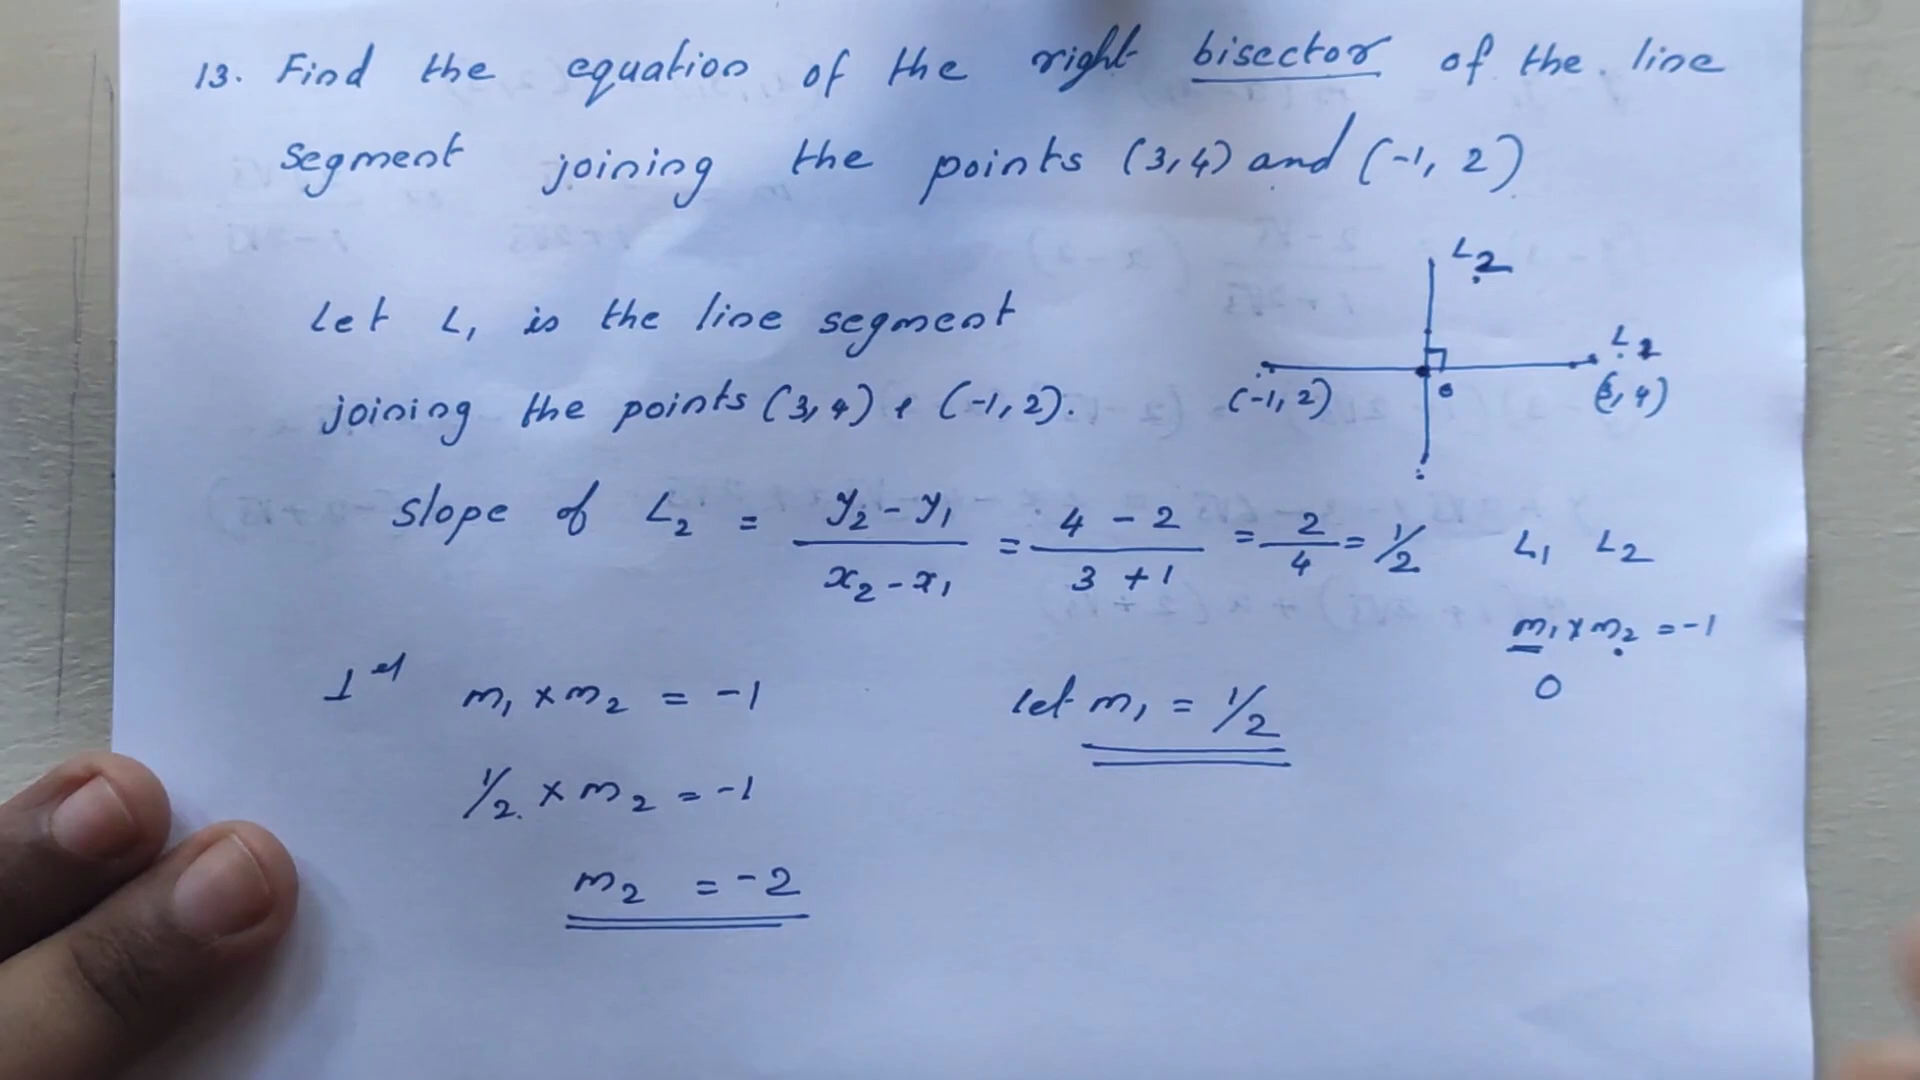 13. Find the equation of the right bisector of the line
segment joining the points (3,4) and (-1, 2)
L2
Let L1 is the line segment
L2
joining the points (3,4) & (-1,2).
(-1,2)
(3,4)
slope of L2 = y2-y1/x2-x1 = 4-2/3+1 = 2/4 = 1/2
L1 L2
m1 x m2 = -1
0
m1 x m2 = -1
let m1 = 1/2
1/2. x m2 = -1
m2 = -2